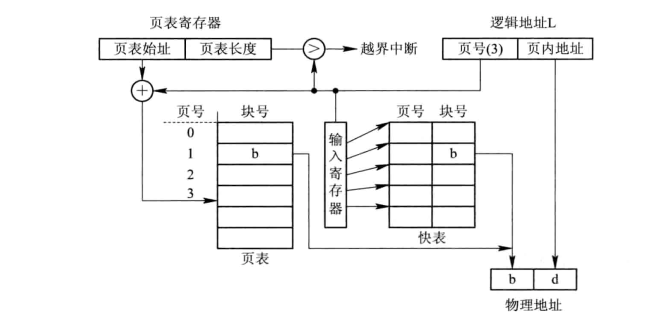 页表寄存器
逻辑地址L
页表始址 页表长度
>
越界中断
页号(3) 页内地址
+
页号 块号
页号 块号
0
1 b
2
3
输入寄存器
b
快表
页表
b d
物理地址